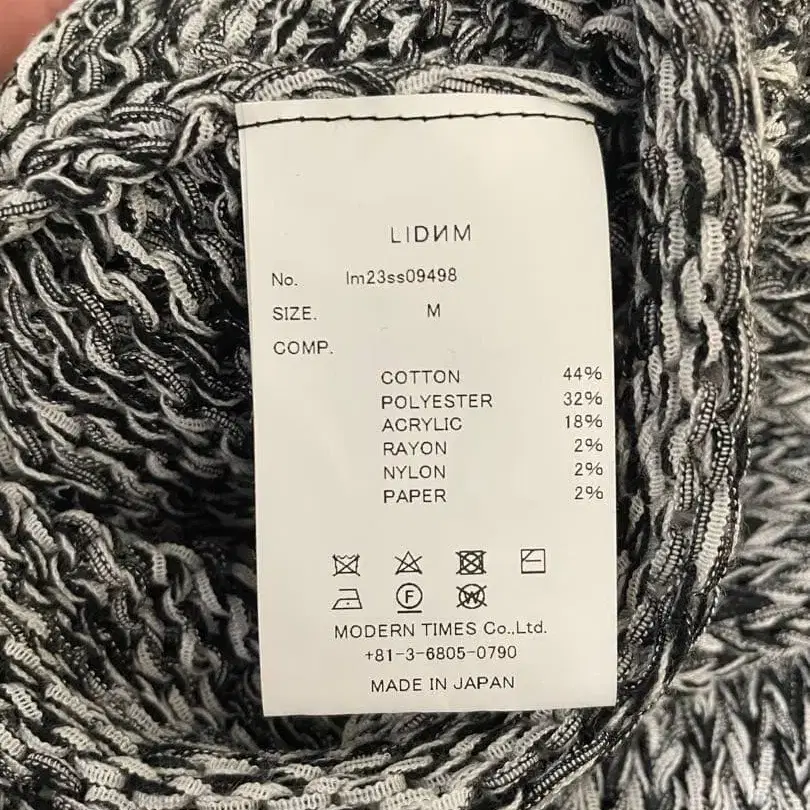 LIDИM
No. lm23ss09498
SIZE. M
COMP.
COTTON 44%
POLYESTER 32%
ACRYLIC 18%
RAYON 2%
NYLON 2%
PAPER 2%
F W
MODERN TIMES Co.,Ltd.
+81-3-6805-0790
MADE IN JAPAN